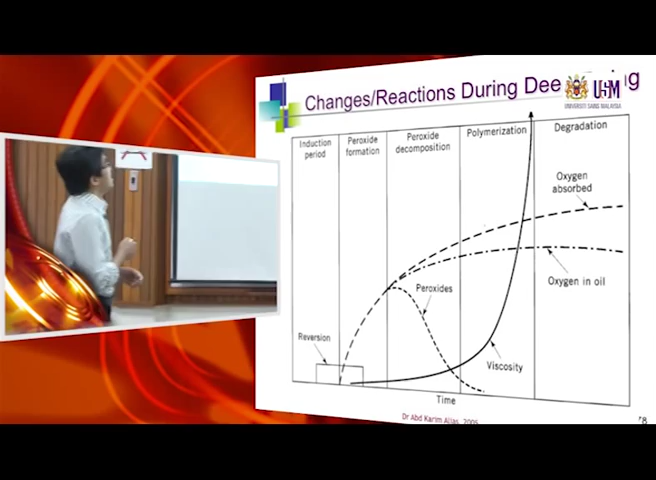 Changes/Reactions During Dee
USM
UNIVERSITI SAINS MALAYSIA
Induction period
Peroxide formation
Peroxide decomposition
Polymerization
Degradation
Oxygen absorbed
Oxygen in oil
Peroxides
Reversion
Viscosity
Time
Dr Abd Karim Alias, 2005